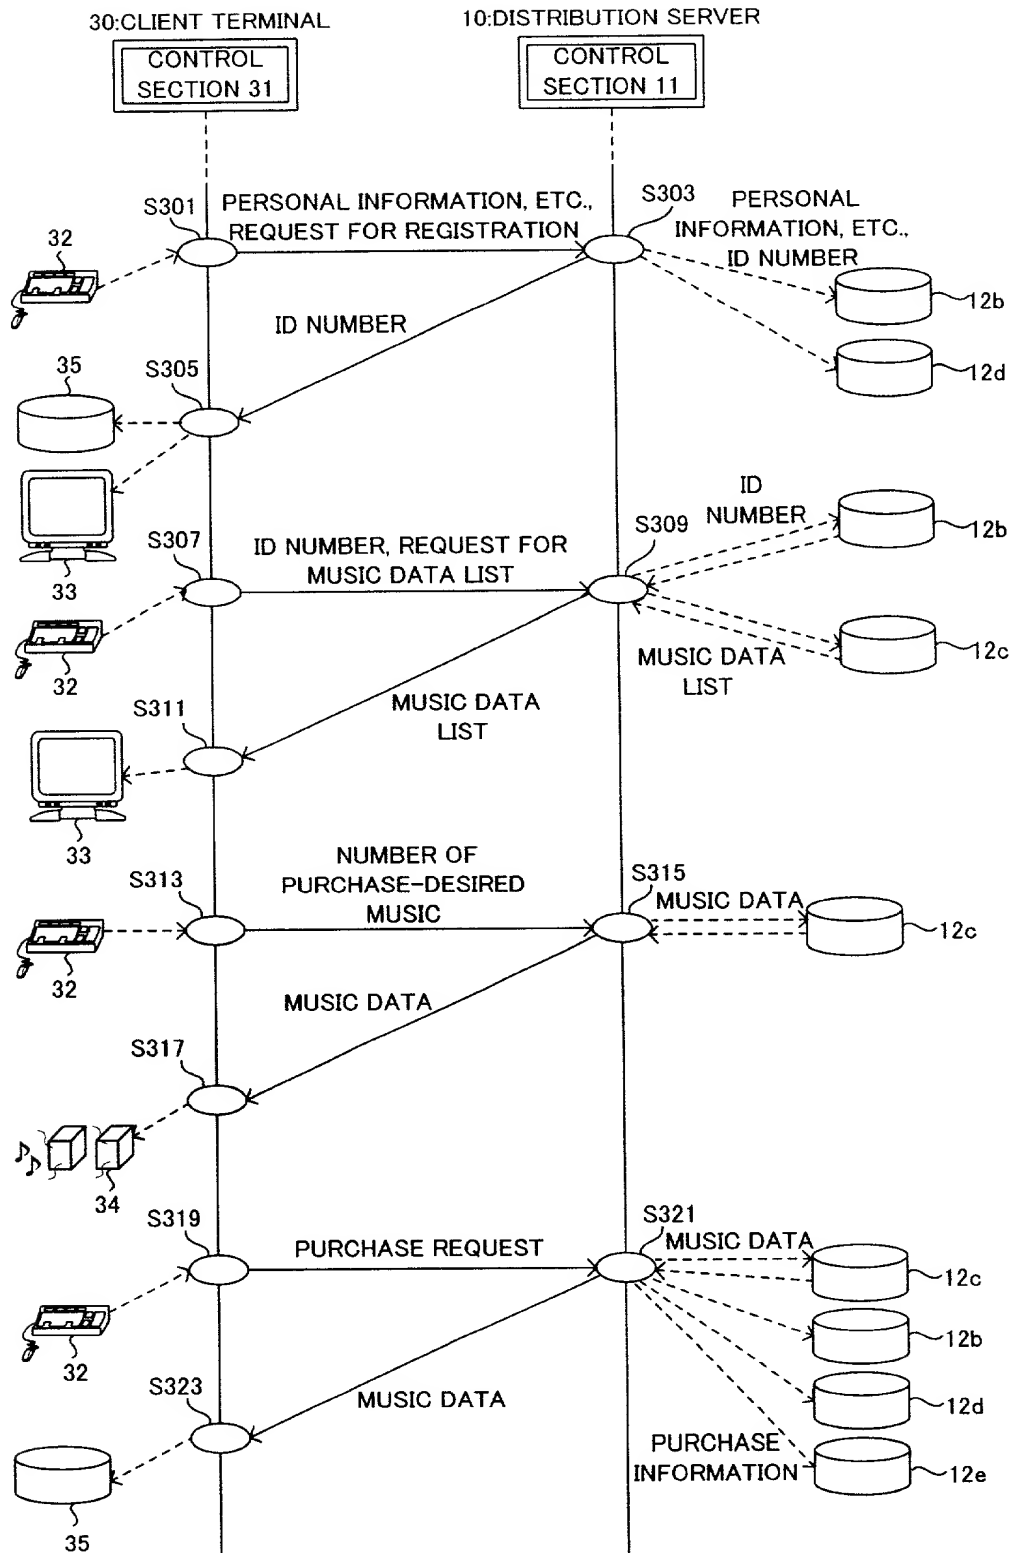 30:CLIENT TERMINAL
10:DISTRIBUTION SERVER
CONTROL
SECTION 31
CONTROL
SECTION 11
S301
PERSONAL INFORMATION, ETC.,
REQUEST FOR REGISTRATION
S303
PERSONAL
INFORMATION, ETC.,
ID NUMBER
32
12b
ID NUMBER
12d
35
S305
ID
NUMBER
12b
S307
ID NUMBER, REQUEST FOR
MUSIC DATA LIST
S309
33
32
12c
MUSIC DATA
LIST
S311
MUSIC DATA
LIST
33
S313
NUMBER OF
PURCHASE-DESIRED
MUSIC
S315
MUSIC DATA
12c
32
MUSIC DATA
S317
34
S319
PURCHASE REQUEST
S321
MUSIC DATA
12c
32
12b
S323
MUSIC DATA
12d
PURCHASE
INFORMATION
12e
35